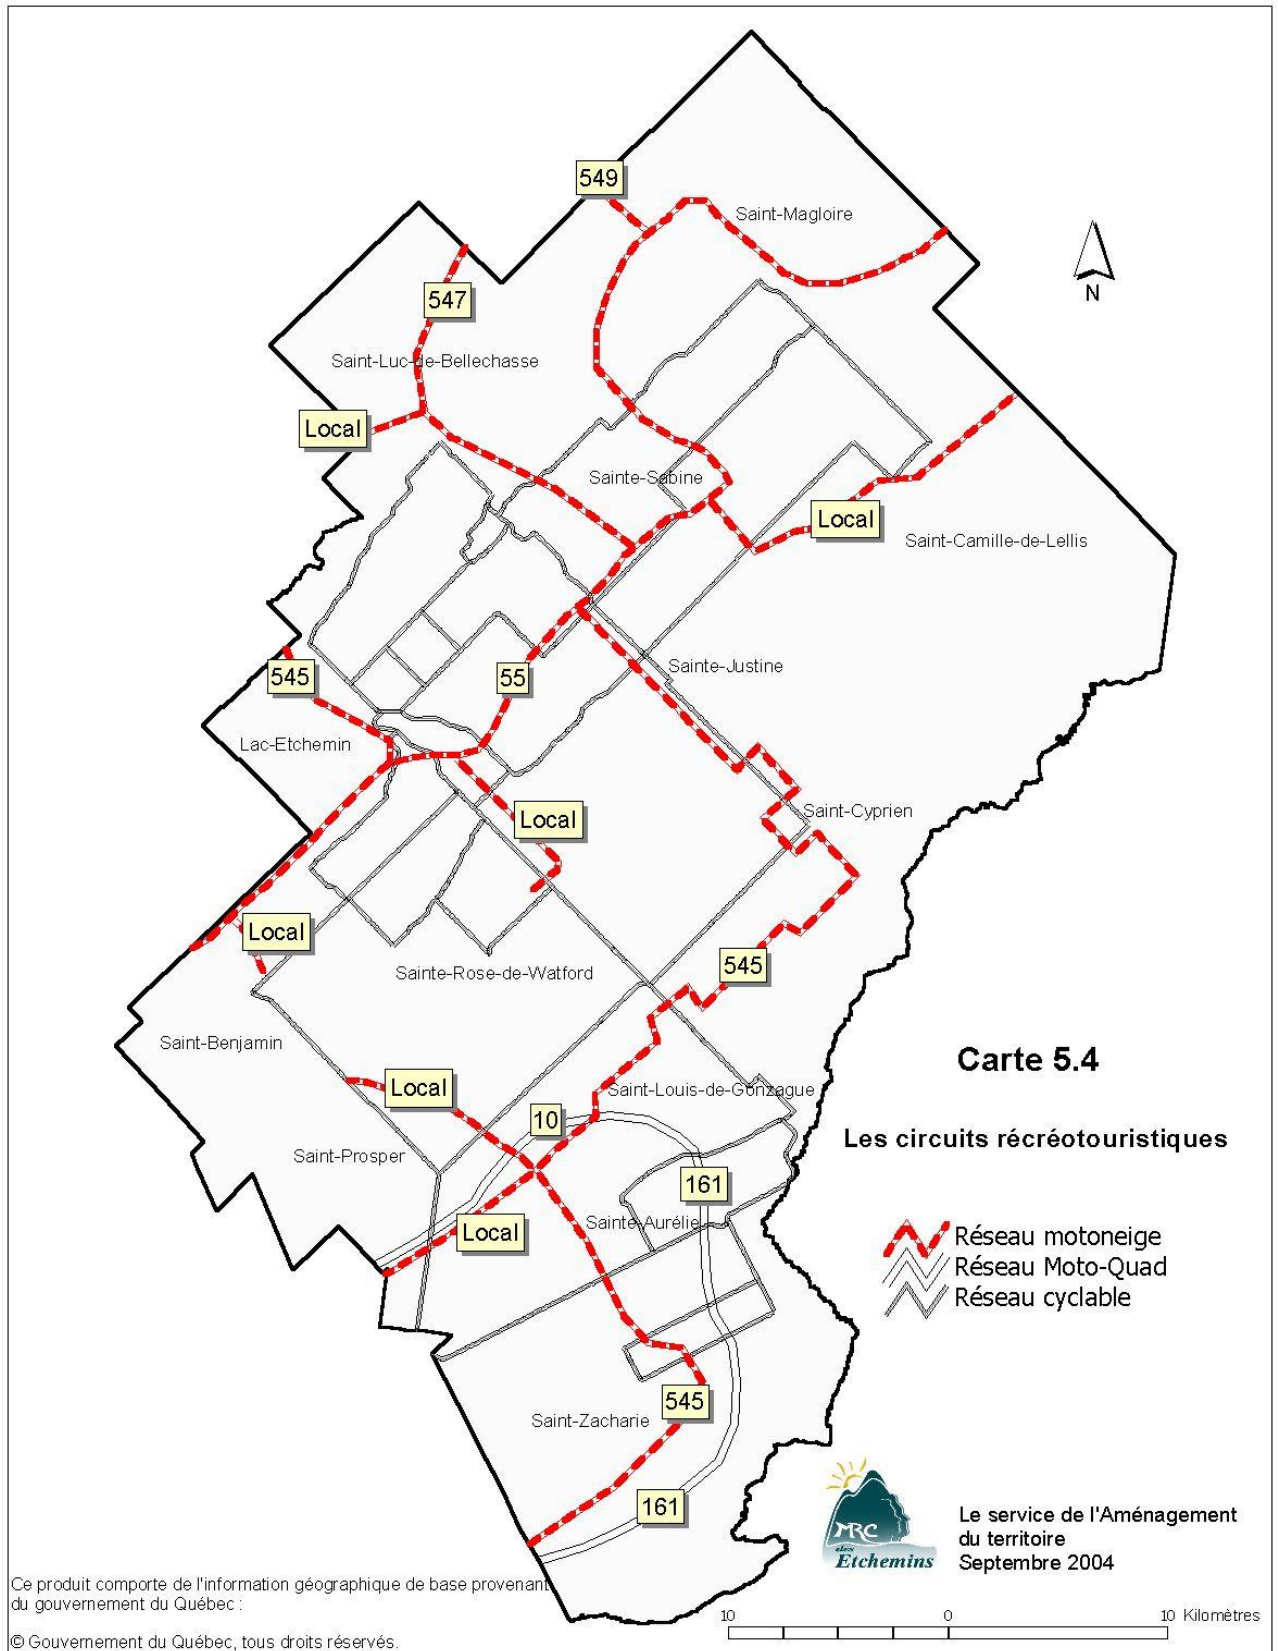 549
Saint-Magloire
N
547
Saint-Luc-de-Bellechasse
Local
Sainte-Sabine
Local
Saint-Camille-de-Lellis
Sainte-Justine
545
55
Lac-Etchemin
Local
Saint-Cyprien
Local
Sainte-Rose-de-Watford
545
Saint-Benjamin
Carte 5.4
Local
Saint-Louis-de-Gonzague
10
Les circuits récréotouristiques
Saint-Prosper
161
Local
Sainte-Aurélie
Réseau motoneige
Réseau Moto-Quad
Réseau cyclable
545
Saint-Zacharie
161
MRC
des
Etchemins
Le service de l'Aménagement
du territoire
Septembre 2004
Ce produit comporte de l'information géographique de base provenant
du gouvernement du Québec :
© Gouvernement du Québec, tous droits réservés.
10 0 10 Kilomètres